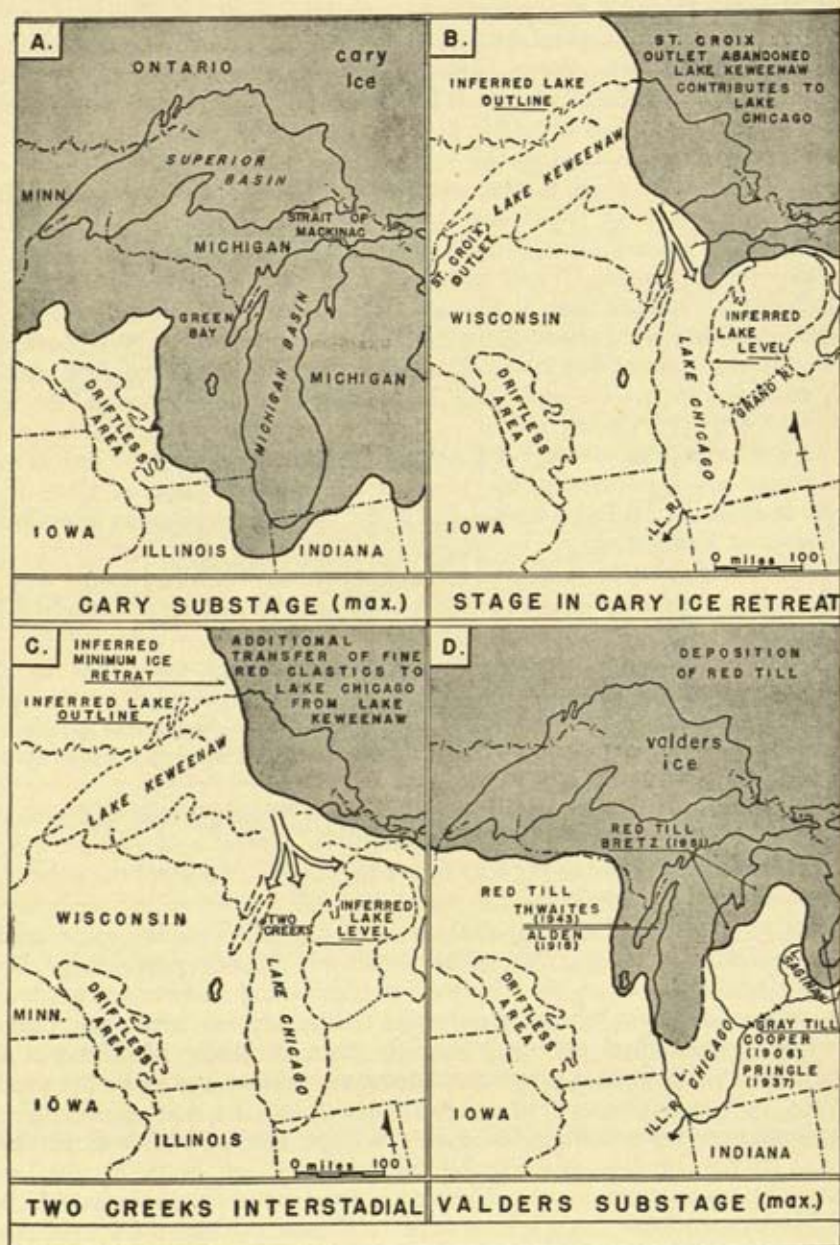 A.
cary
Ice
ONTARIO
SUPERIOR
BASIN
MINN.
STRAIT OF
MACKINAC
MICHIGAN
GREEN
BAY
MICHIGAN BASIN
MICHIGAN
DRIFTLESS
AREA
IOWA
ILLINOIS
INDIANA
CARY SUBSTAGE (max.)
B.
ST. CROIX
OUTLET ABANDONED
LAKE KEWEENAW
CONTRIBUTES TO
LAKE
CHICAGO
INFERRED LAKE
OUTLINE
LAKE KEWEENAW
ST. CROIX
OUTLET
WISCONSIN
INFERRED
LAKE
LEVEL
LAKE CHICAGO
GRAND R.
DRIFTLESS
AREA
ILL. R.
0 miles 100
STAGE IN CARY ICE RETREAT
C.
INFERRED
MINIMUM ICE
RETRAT
ADDITIONAL
TRANSFER OF FINE
RED CLASTICS TO
LAKE CHICAGO
FROM LAKE
KEWEENAW
INFERRED LAKE
OUTLINE
LAKE KEWEENAW
WISCONSIN
TWO
CREEKS
INFERRED
LAKE
LEVEL
LAKE CHICAGO
MINN.
DRIFTLESS
AREA
IOWA
ILLINOIS
0 miles 100
TWO CREEKS INTERSTADIAL
D.
DEPOSITION
OF RED TILL
valders
ice
RED TILL
BRETZ (1951)
RED TILL
THWAITES
(1943)
ALDEN
(1918)
SAGINAW
DRIFTLESS
AREA
L. CHICAGO
GRAY TILL
COOPER
(1906)
PRINGLE
(1937)
IOWA
ILL. R.
INDIANA
VALDERS SUBSTAGE (max.)